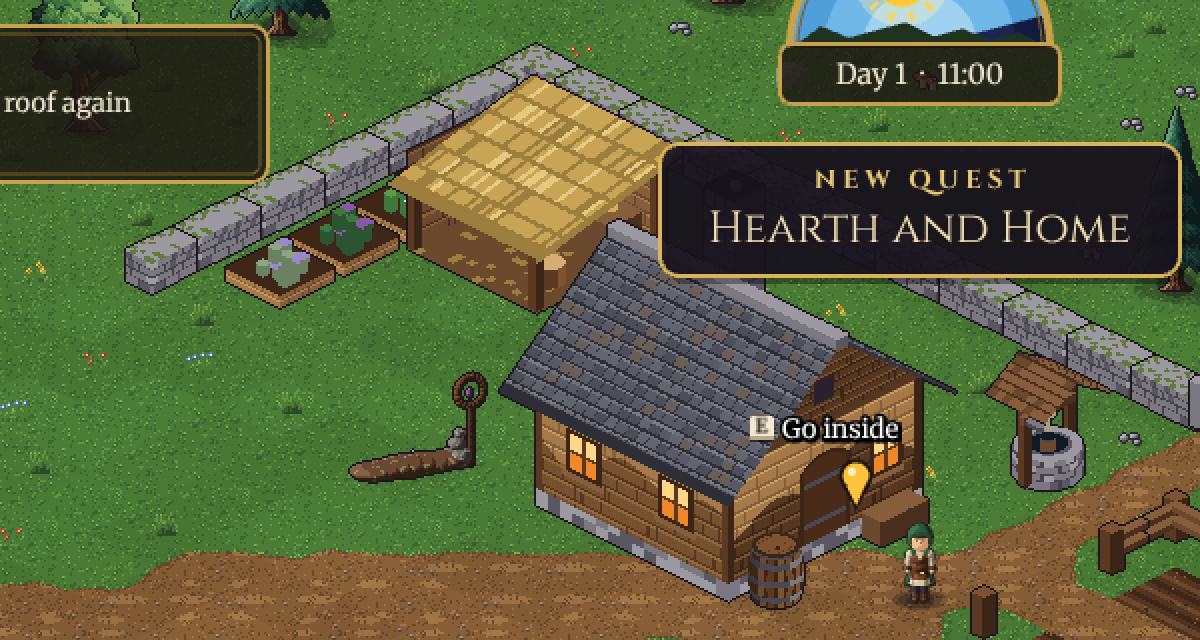 roof again
Day 1 11:00
NEW QUEST
Hearth and Home
E Go inside